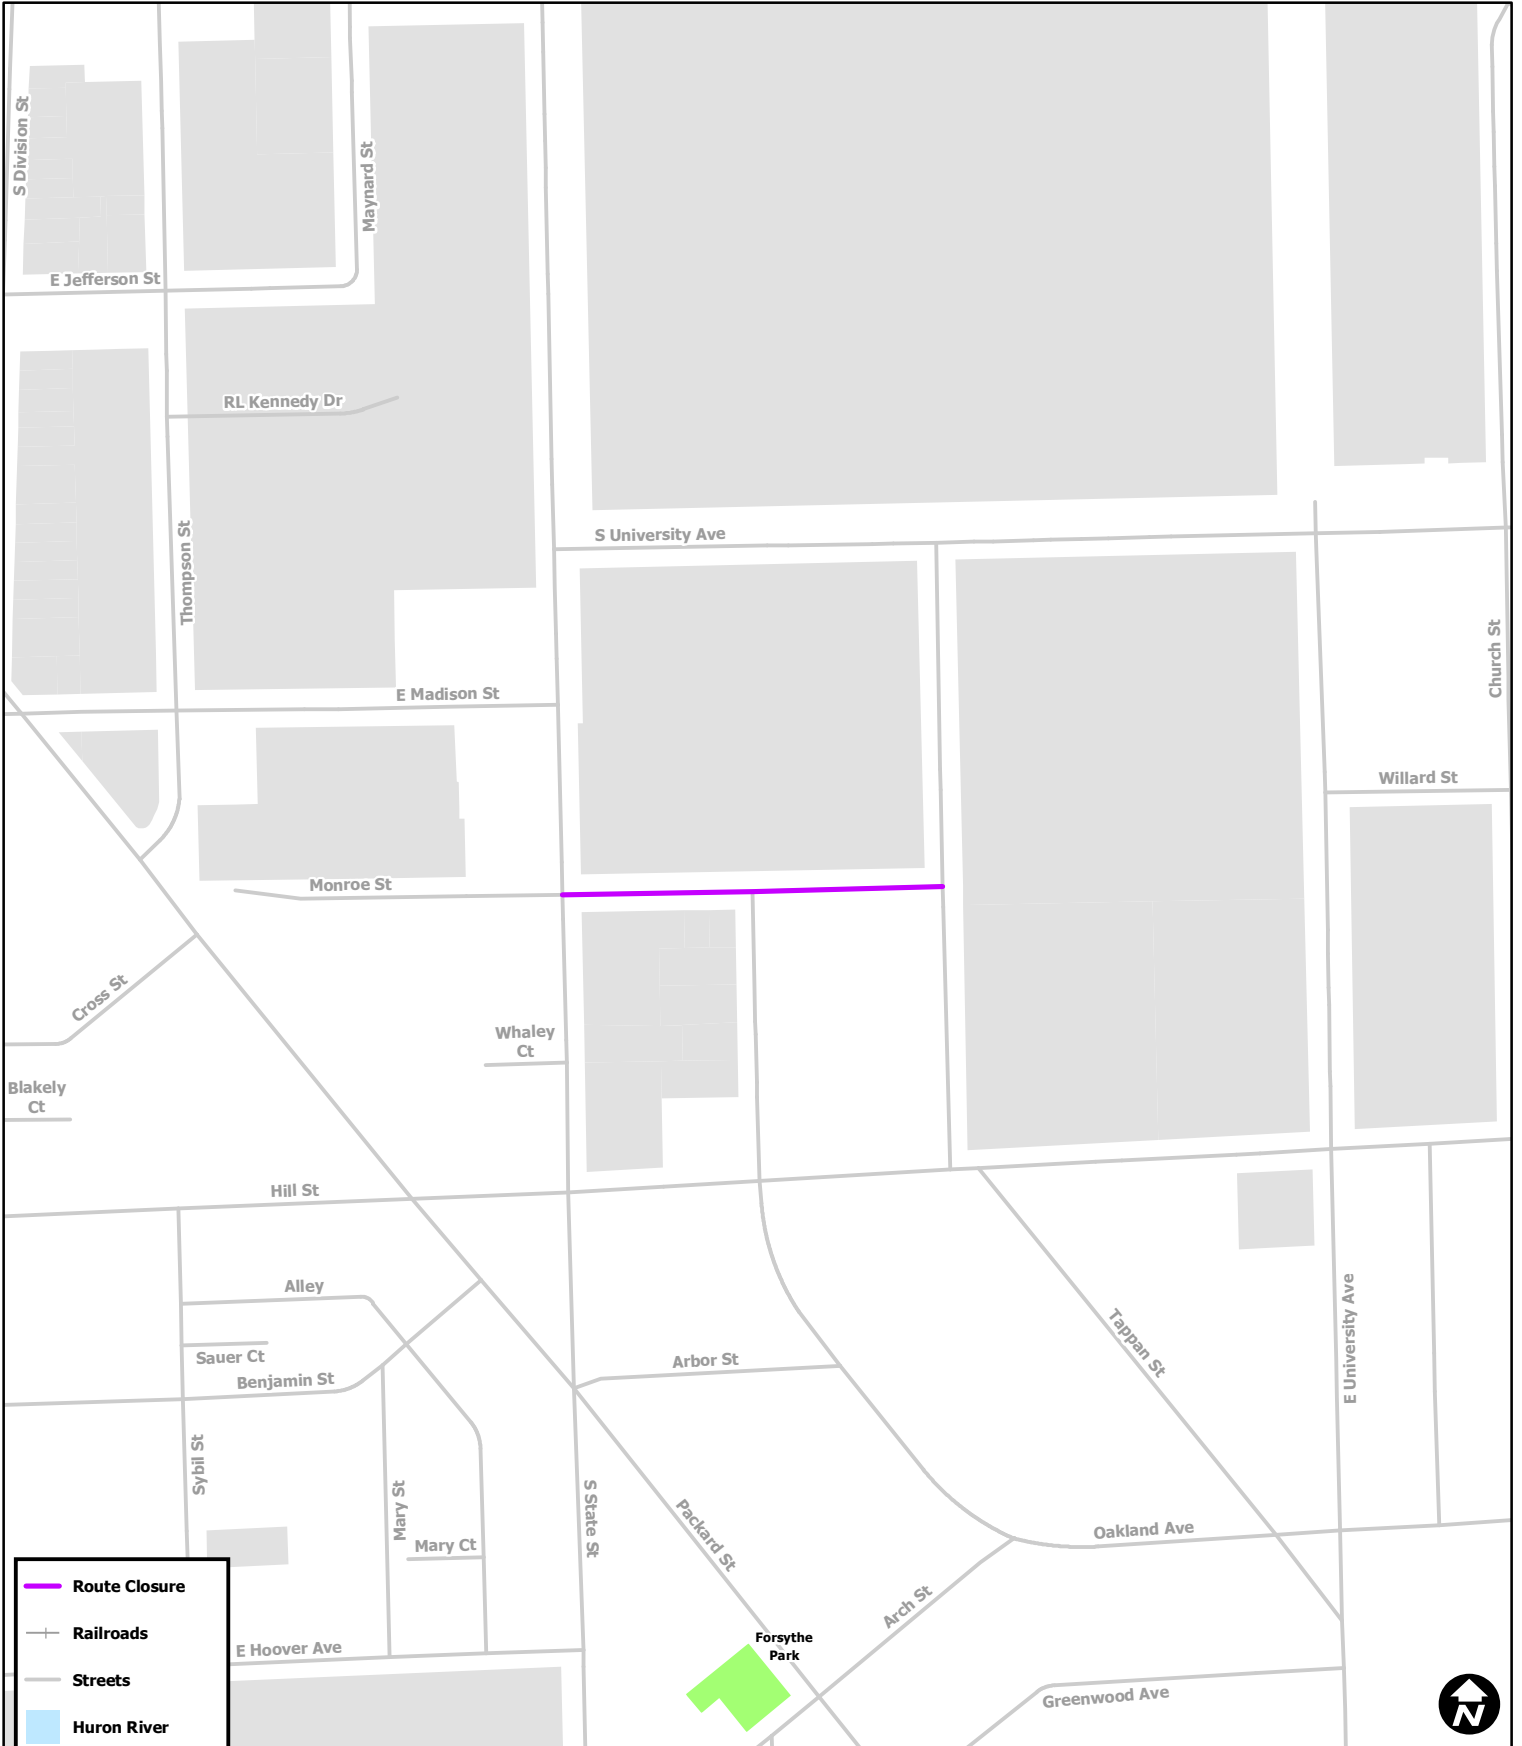 S Division St
Maynard St
E Jefferson St
RL Kennedy Dr
S University Ave
Thompson St
Church St
E Madison St
Willard St
Monroe St
Cross St
Whaley
Ct
Blakely
Ct
Hill St
Alley
Sauer Ct
Benjamin St
Arbor St
Tappan St
E University Ave
Sybil St
Mary St
S State St
Packard St
Mary Ct
Oakland Ave
Arch St
E Hoover Ave
Forsythe
Park
Greenwood Ave
Route Closure
Railroads
Streets
Huron River
N